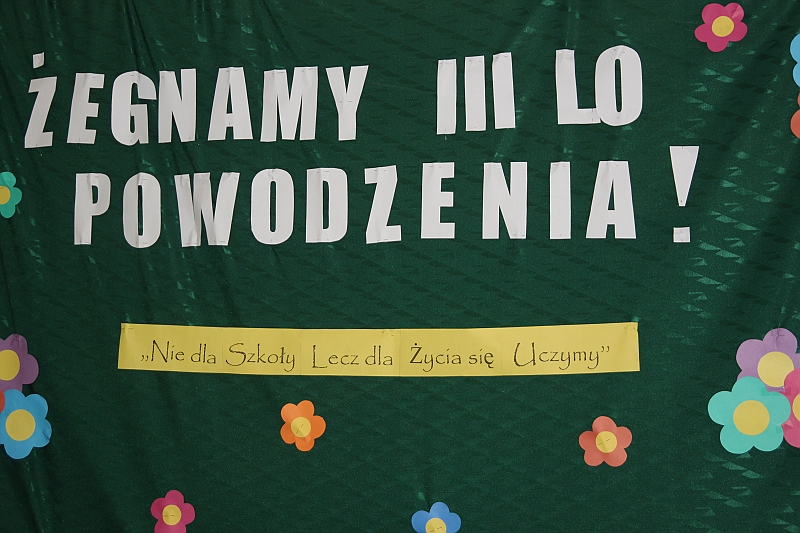 ŻEGNAMY III LO
POWODZENIA!
„Nie dla Szkoły Lecz dla Życia się Uczymy”